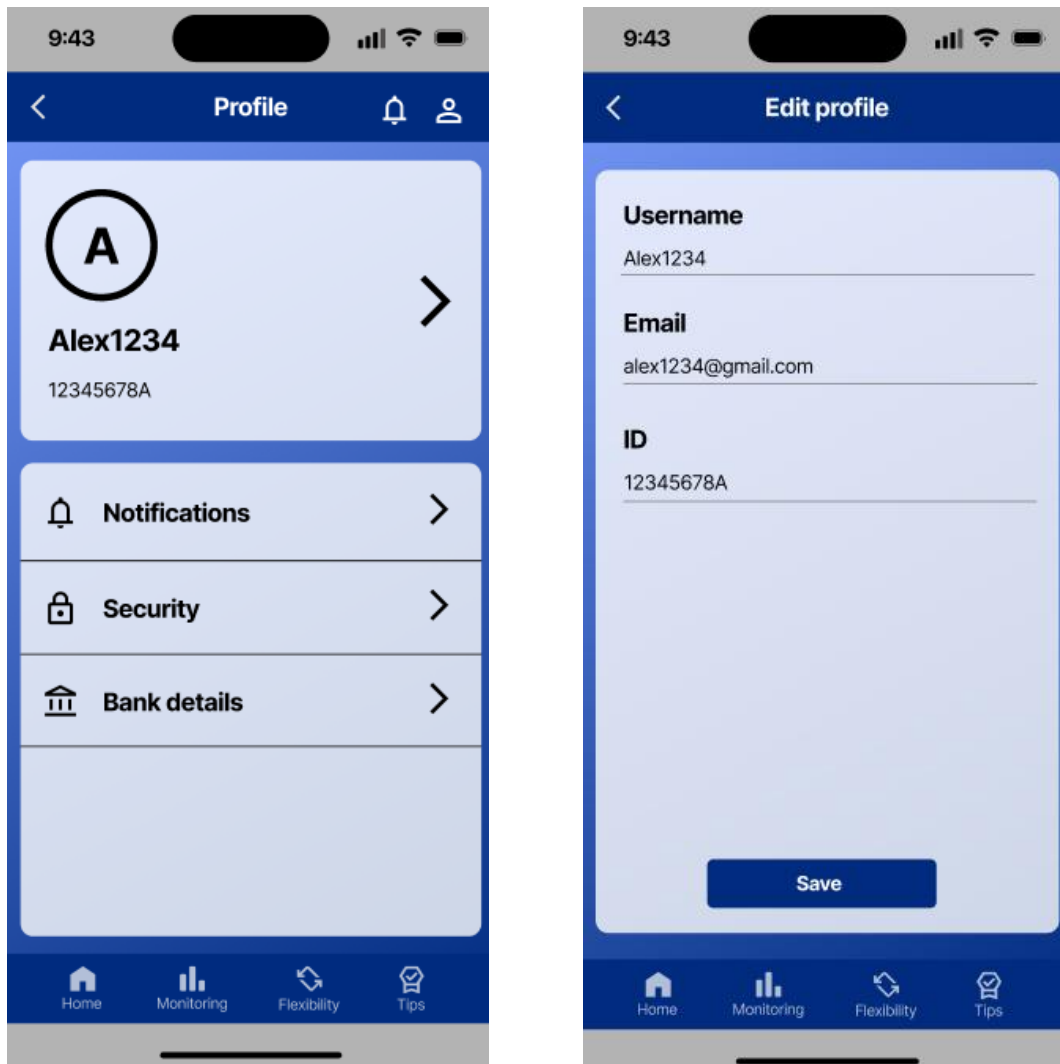 9:43
Profile
A
Alex1234
12345678A
Notifications
Security
Bank details
Home Monitoring Flexibility Tips
9:43
Edit profile
Username
Alex1234
Email
alex1234@gmail.com
ID
12345678A
Save
Home Monitoring Flexibility Tips